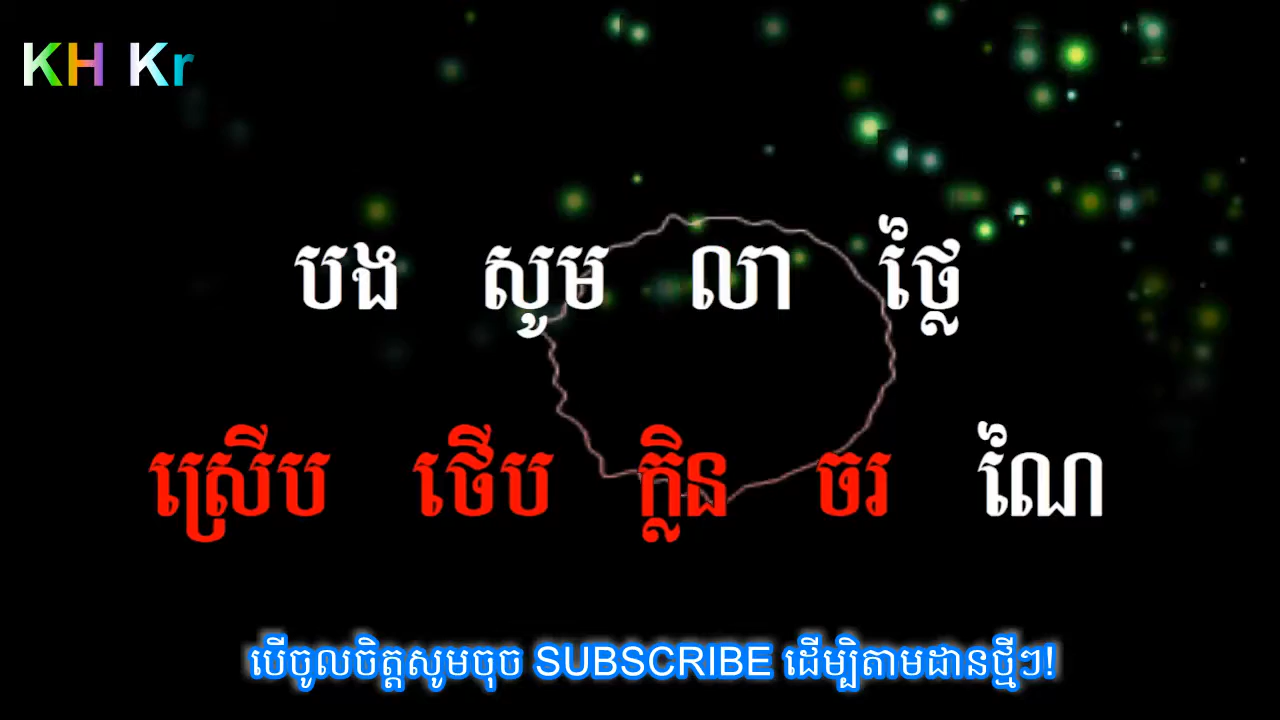 KH Kr
បង សូម លា ថ្លៃ
ស្រើប ថើប ក្លិន ចរ ណៃ
បើចូលចិត្តសូមចុច SUBSCRIBE ដើម្បិតាមដានថ្មីៗ!